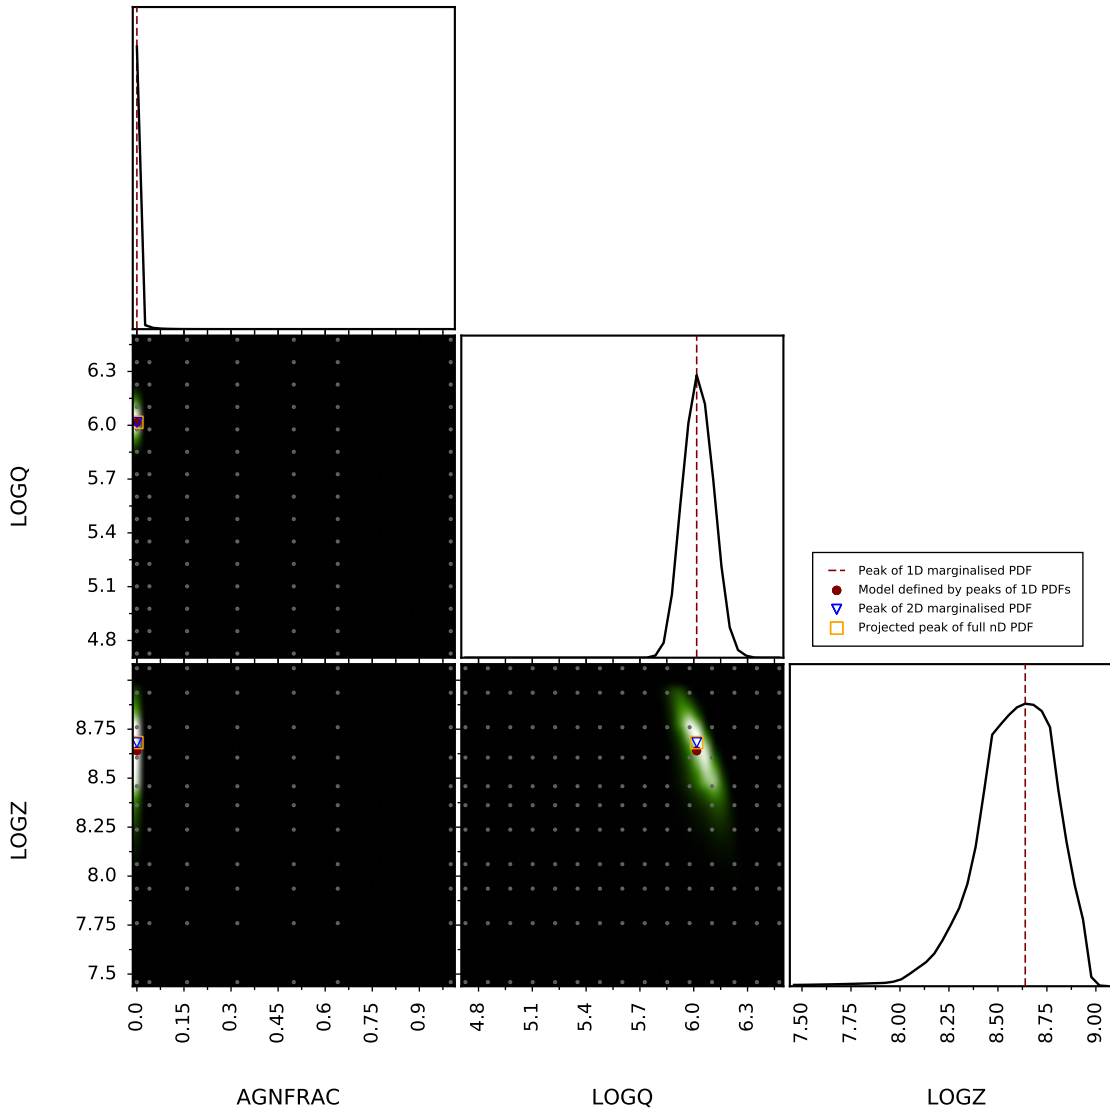 6.3
6.0
5.7
5.4
5.1
4.8
LOGQ
Peak of 1D marginalised PDF
Model defined by peaks of 1D PDFs
Peak of 2D marginalised PDF
Projected peak of full nD PDF
8.75
8.5
8.25
8.0
7.75
7.5
LOGZ
0.0 0.15 0.3 0.45 0.6 0.75 0.9
4.8 5.1 5.4 5.7 6.0 6.3
7.50 7.75 8.00 8.25 8.50 8.75 9.00
AGNFRAC LOGQ LOGZ